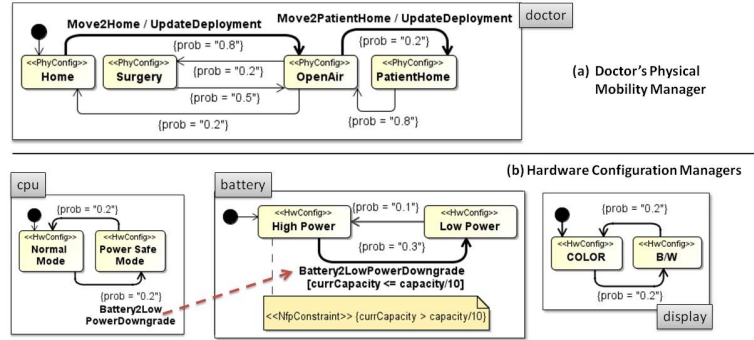 Move2Home / UpdateDeployment
Move2PatientHome / UpdateDeployment
doctor
{prob = "0.8"}
{prob = "0.2"}
<<PhyConfig>>
Home
<<PhyConfig>>
Surgery
{prob = "0.2"}
<<PhyConfig>>
OpenAir
<<PhyConfig>>
PatientHome
{prob = "0.5"}
{prob = "0.2"}
{prob = "0.8"}
(a) Doctor's Physical
Mobility Manager
(b) Hardware Configuration Managers
cpu
{prob = "0.2"}
<<HwConfig>>
Normal
Mode
<<HwConfig>>
Power Safe
Mode
{prob = "0.2"}
Battery2Low
PowerDowngrade
battery
<<HwConfig>>
High Power
{prob = "0.1"}
<<HwConfig>>
Low Power
{prob = "0.3"}
Battery2LowPowerDowngrade
[currCapacity <= capacity/10]
<<NfpConstraint>> {currCapacity > capacity/10}
{prob = "0.2"}
<<HwConfig>>
COLOR
<<HwConfig>>
B/W
{prob = "0.2"}
display